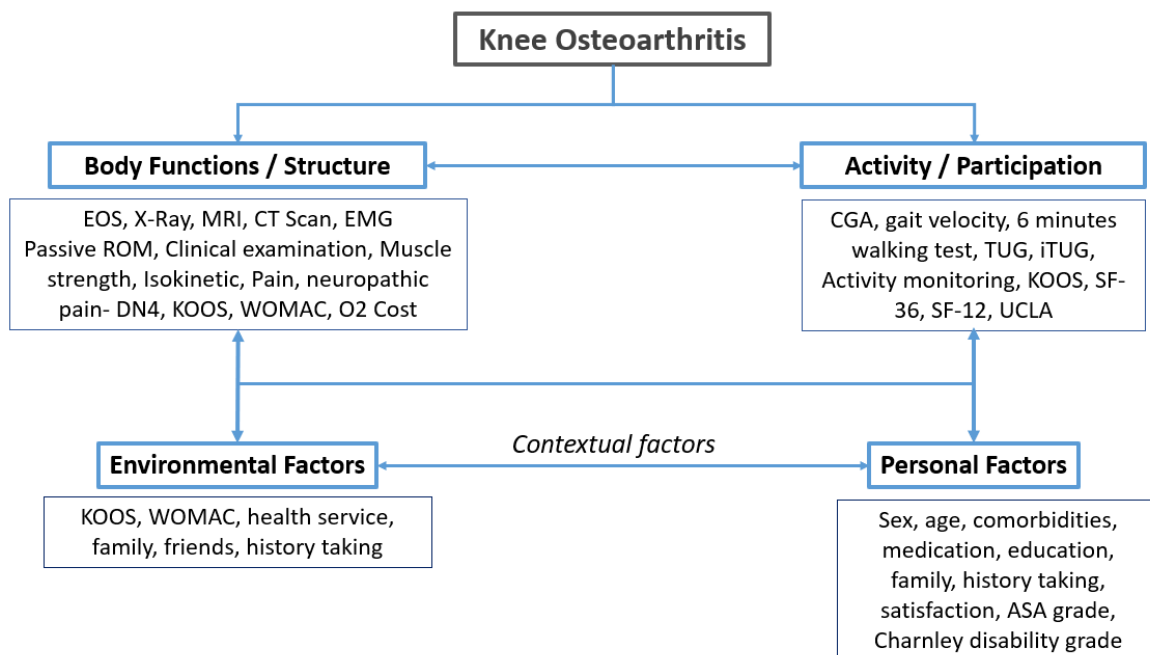 Knee Osteoarthritis
Body Functions / Structure
Activity / Participation
EOS, X-Ray, MRI, CT Scan, EMG
Passive ROM, Clinical examination, Muscle
strength, Isokinetic, Pain, neuropathic
pain- DN4, KOOS, WOMAC, O2 Cost
CGA, gait velocity, 6 minutes
walking test, TUG, iTUG,
Activity monitoring, KOOS, SF-
36, SF-12, UCLA
Contextual factors
Environmental Factors
Personal Factors
KOOS, WOMAC, health service,
family, friends, history taking
Sex, age, comorbidities,
medication, education,
family, history taking,
satisfaction, ASA grade,
Charnley disability grade